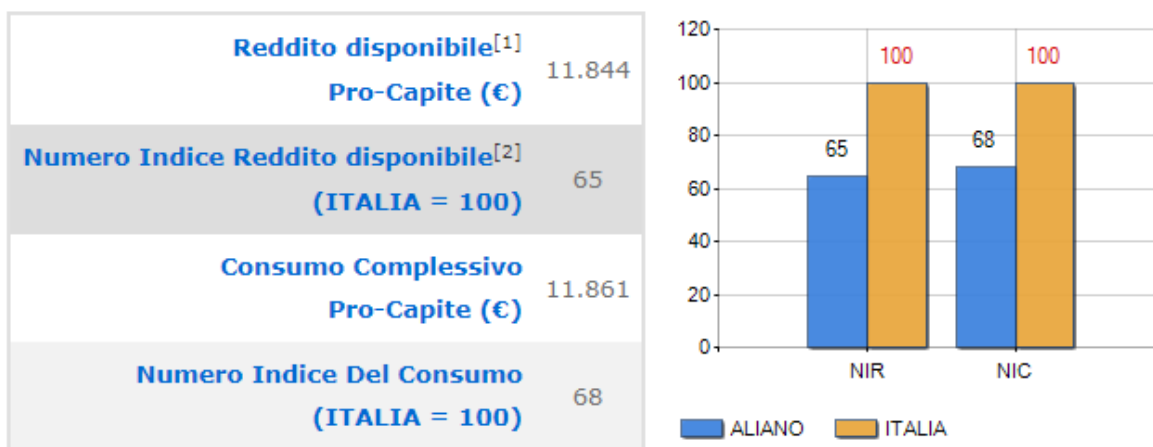 Reddito disponibile[1]
Pro-Capite (€)
11.844
Numero Indice Reddito disponibile[2]
(ITALIA = 100)
65
Consumo Complessivo
Pro-Capite (€)
11.861
Numero Indice Del Consumo
(ITALIA = 100)
68
120
100
80
60
40
20
0
65
100
68
100
NIR
NIC
ALIANO
ITALIA